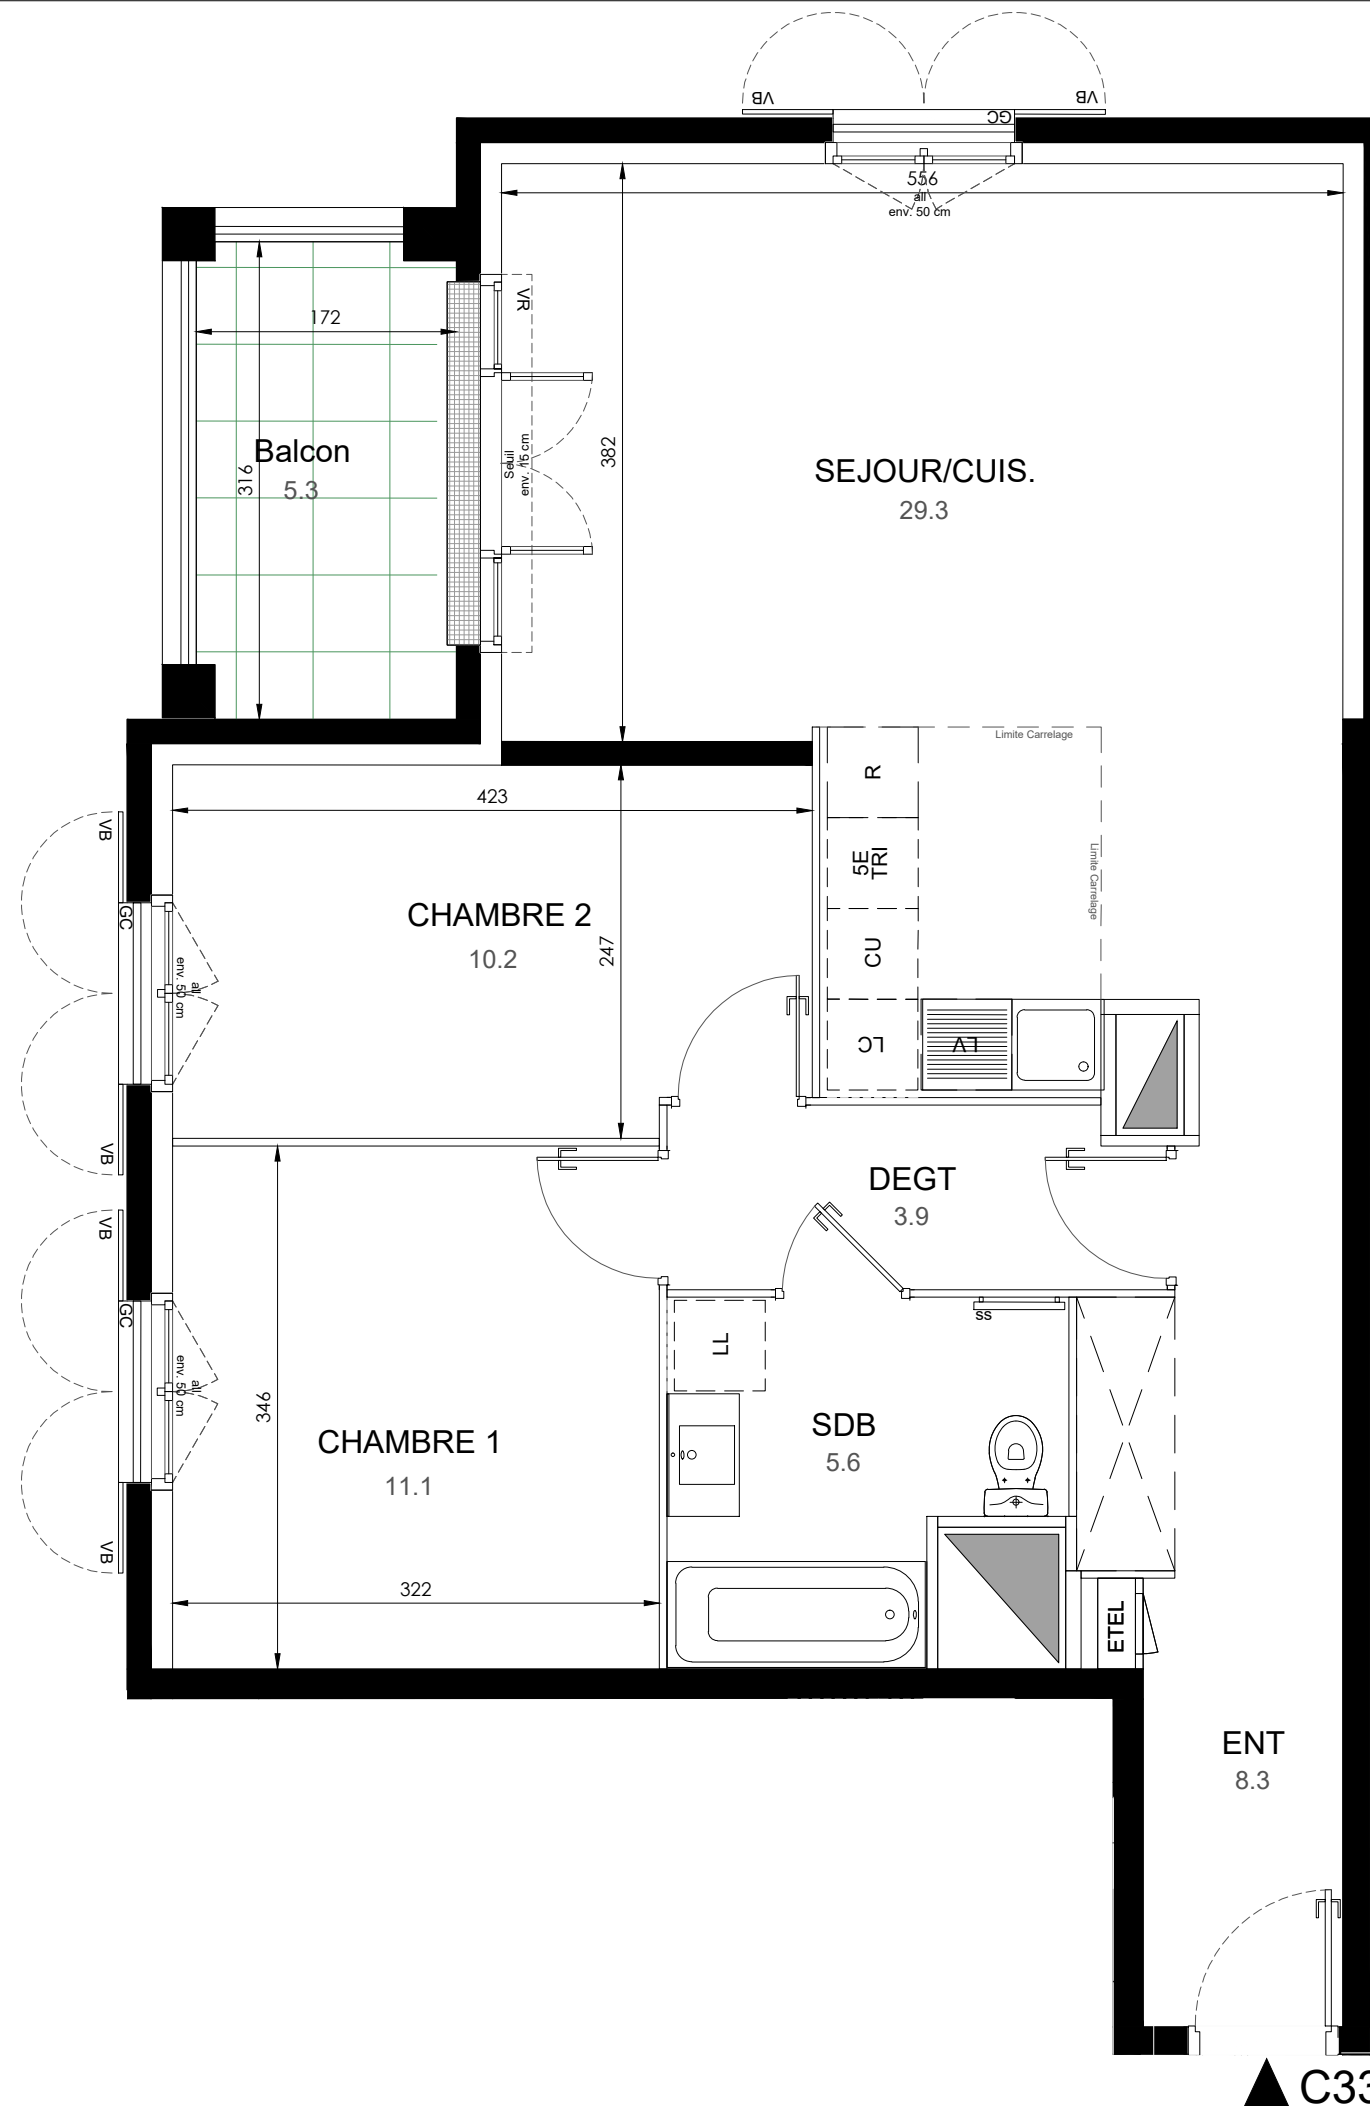 VB
VB
GC
556
all
env. 50 cm
VR
172
Balcon
5.3
316
382
Seuil
env. 15 cm
SEJOUR/CUIS.
29.3
Limite Carrelage
R
423
VB
5E
TRI
Limite Carrelage
GC
CHAMBRE 2
10.2
247
CU
all
env. 50 cm
LC
LV
VB
DEGT
3.9
VB
GC
SS
LL
all
env. 50 cm
346
CHAMBRE 1
11.1
SDB
5.6
VB
322
ETEL
ENT
8.3
C33